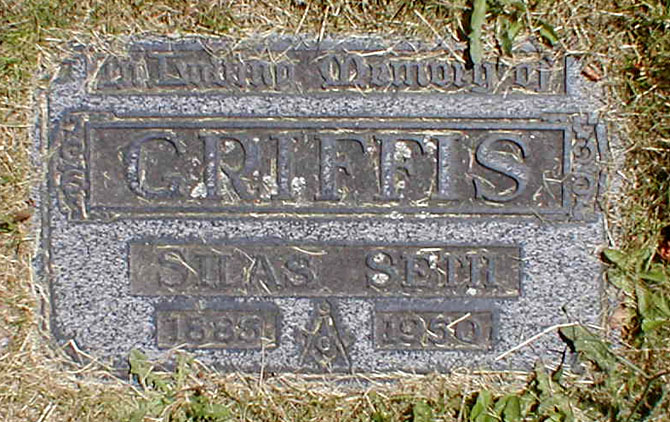 In Loving Memory of
GRIFFIS
SILAS SETH
1885 1950
G